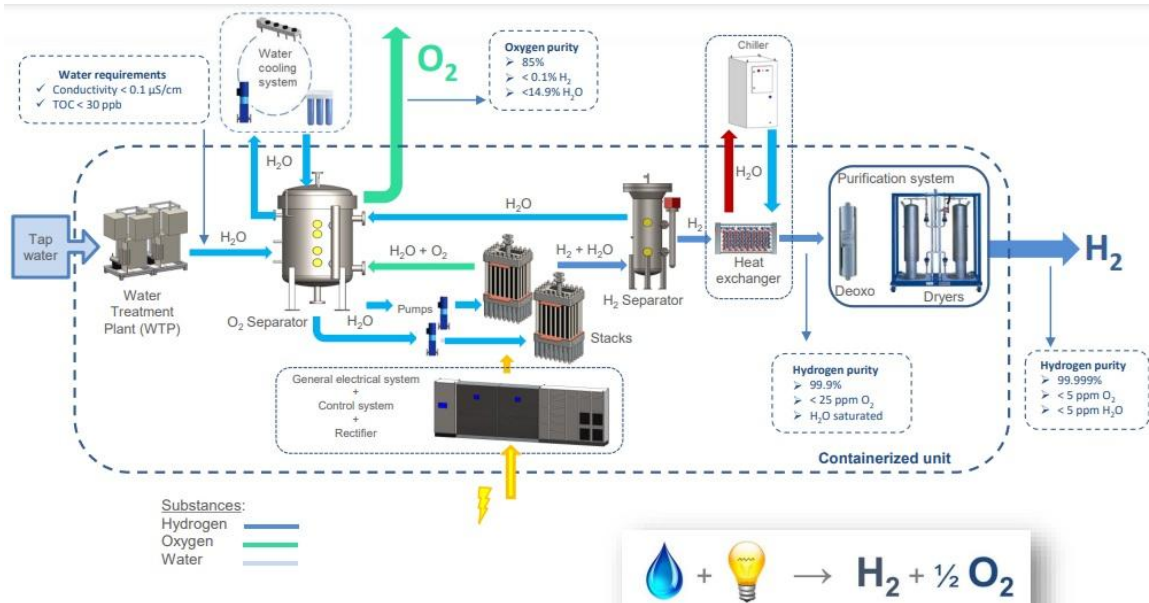 Water requirements
✓ Conductivity < 0.1 µS/cm
✓ TOC < 30 ppb
Water
cooling
system
O₂
Oxygen purity
➢ 85%
➢ < 0.1% H₂
➢ <14.9% H₂O
Chiller
H₂O
H₂O
H₂O
Purification system
Tap
water
H₂O
H₂O
H₂
H₂O + O₂
H₂ + H₂O
Heat
exchanger
Deoxo
Dryers
H₂
Water
Treatment
Plant (WTP)
O₂ Separator
H₂O
Pumps
H₂ Separator
Stacks
General electrical system
+
Control system
+
Rectifier
Hydrogen purity
➢ 99.9%
➢ < 25 ppm O₂
➢ H₂O saturated
Hydrogen purity
➢ 99.999%
➢ < 5 ppm O₂
➢ < 5 ppm H₂O
Containerized unit
Substances:
Hydrogen
Oxygen
Water
+ → H₂ + ½ O₂